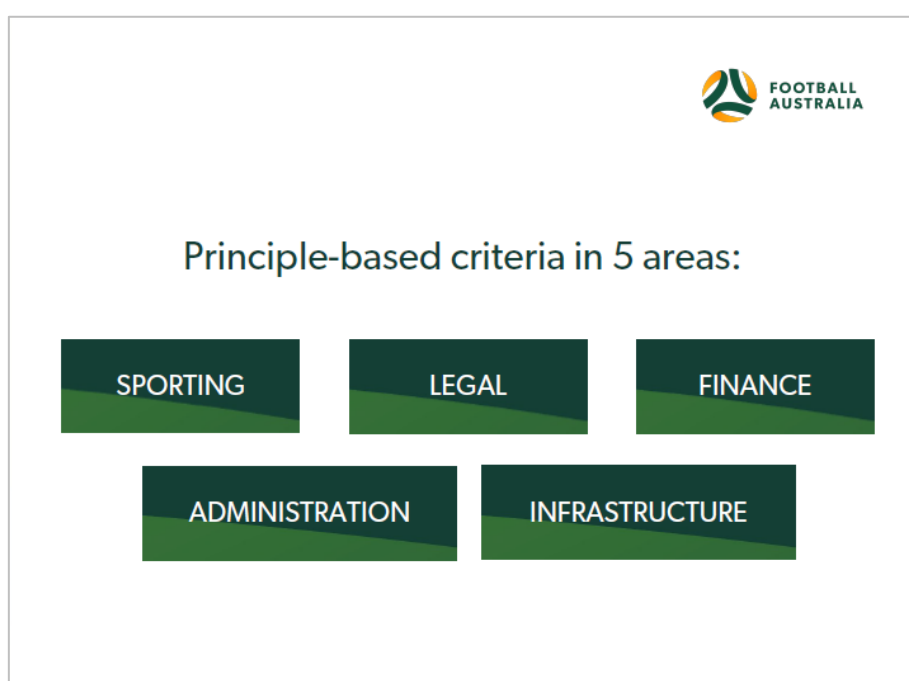 FOOTBALL
AUSTRALIA
Principle-based criteria in 5 areas:
SPORTING
LEGAL
FINANCE
ADMINISTRATION
INFRASTRUCTURE